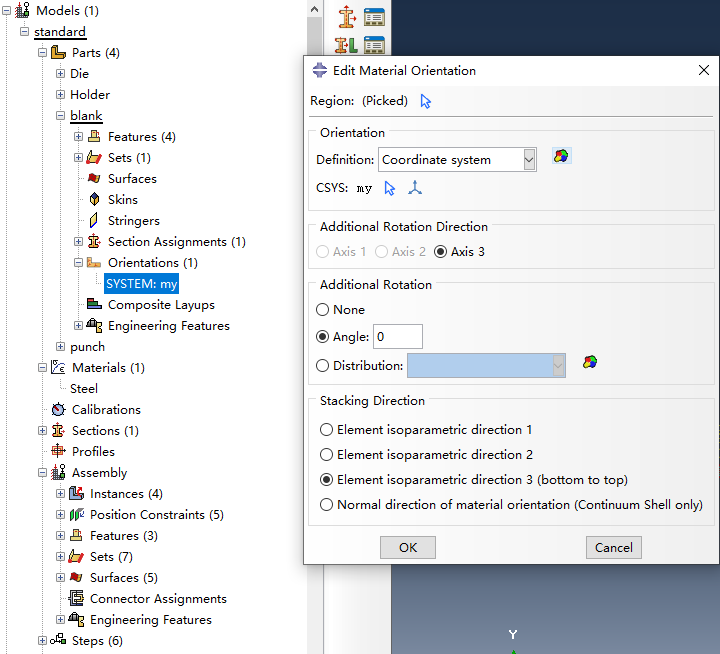 Models (1)
standard
Parts (4)
Die
Holder
blank
Features (4)
Sets (1)
Surfaces
Skins
Stringers
Section Assignments (1)
Orientations (1)
SYSTEM: my
Composite Layups
Engineering Features
punch
Materials (1)
Steel
Calibrations
Sections (1)
Profiles
Assembly
Instances (4)
Position Constraints (5)
Features (3)
Sets (7)
Surfaces (5)
Connector Assignments
Engineering Features
Steps (6)
Edit Material Orientation
Region: (Picked)
Orientation
Definition: Coordinate system
CSYS: my
Additional Rotation Direction
Axis 1 Axis 2 Axis 3
Additional Rotation
None
Angle: 0
Distribution:
Stacking Direction
Element isoparametric direction 1
Element isoparametric direction 2
Element isoparametric direction 3 (bottom to top)
Normal direction of material orientation (Continuum Shell only)
OK Cancel
Y